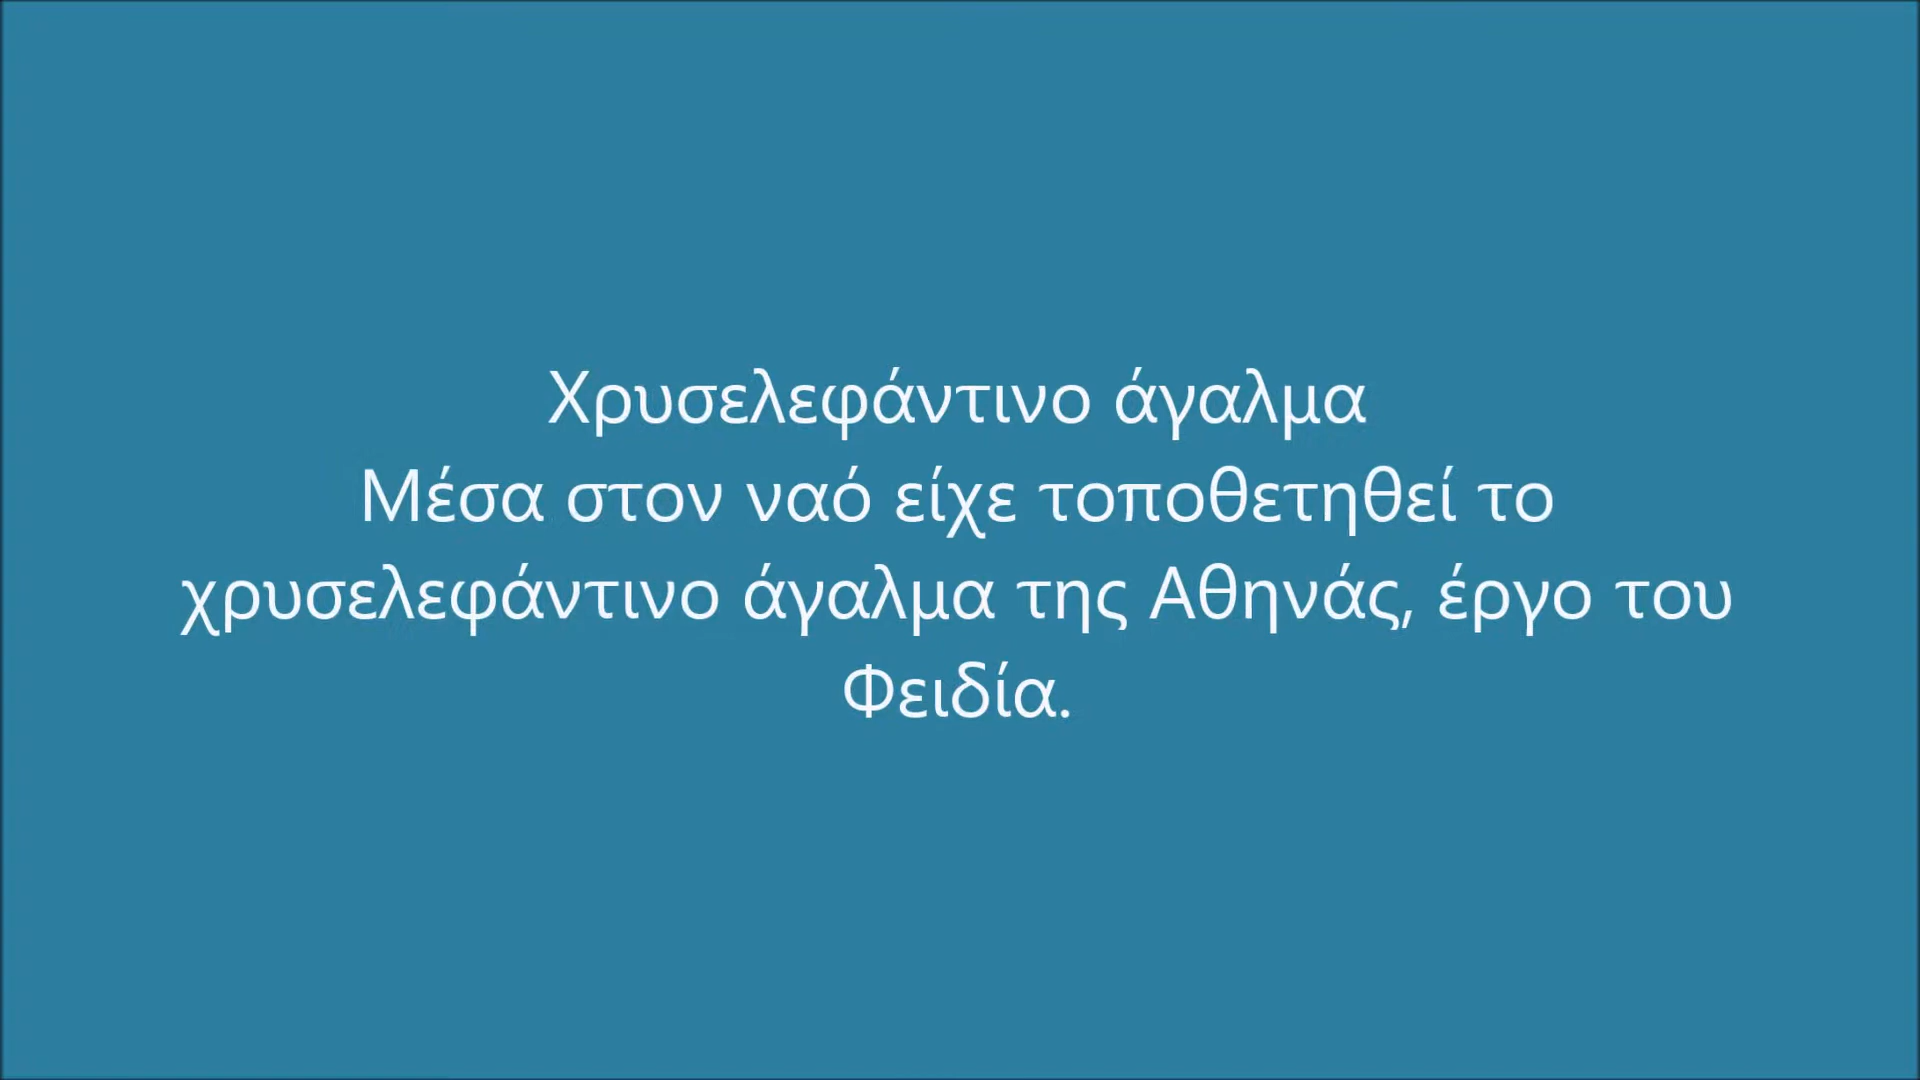 Χρυσελεφάντινο άγαλμα
Μέσα στον ναό είχε τοποθετηθεί το
χρυσελεφάντινο άγαλμα της Αθηνάς, έργο του
Φειδία.